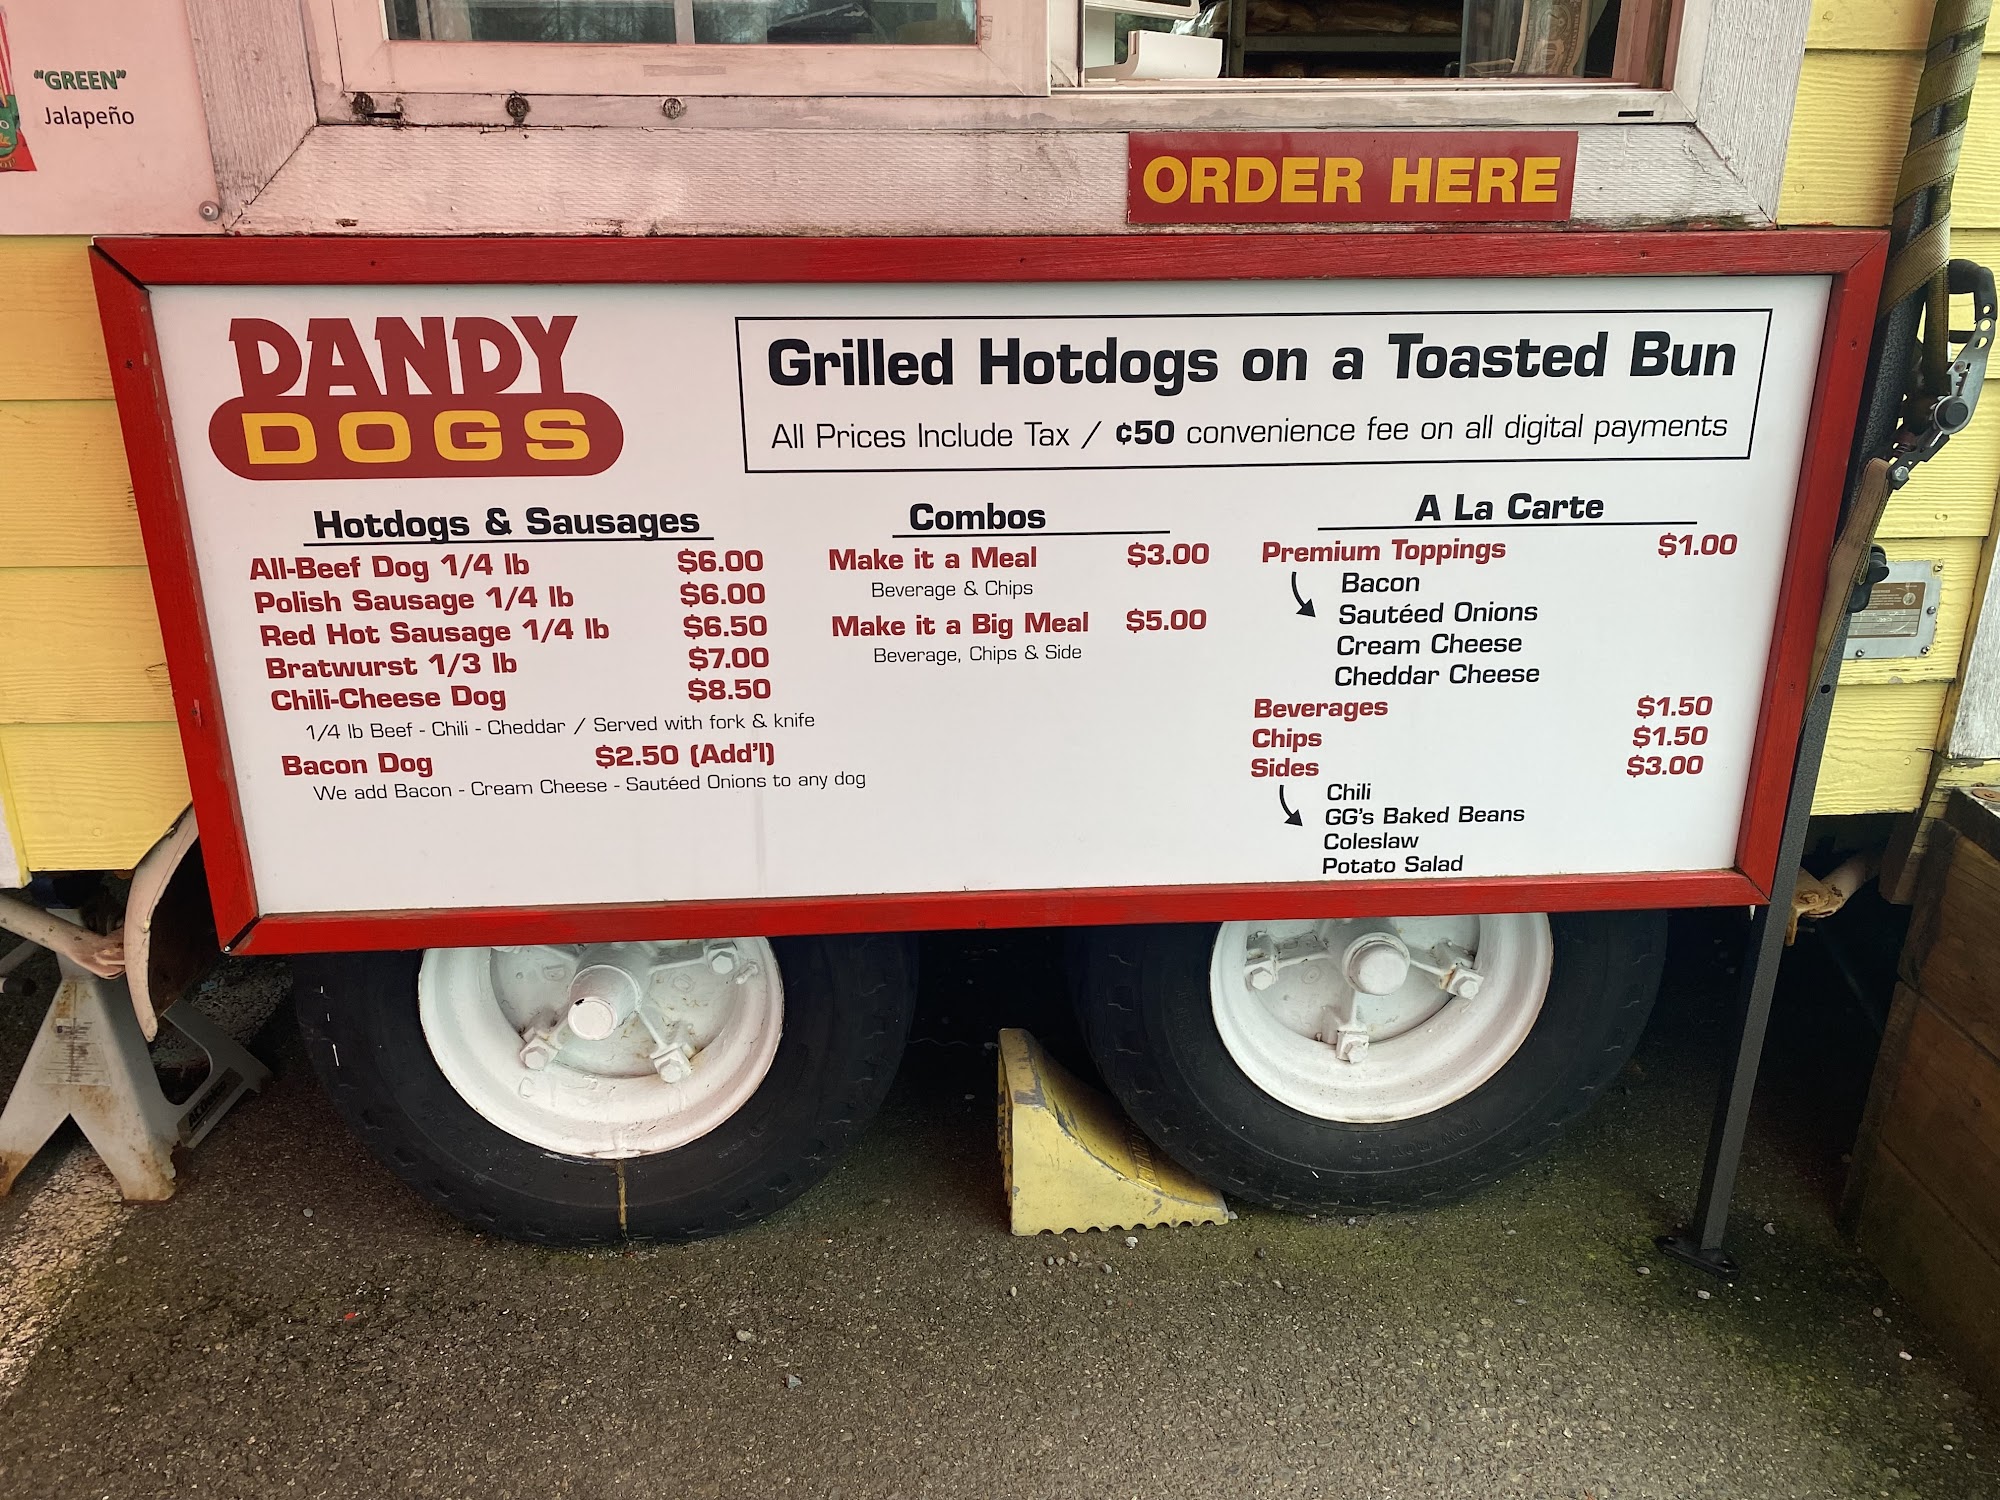 "GREEN"
Jalapeño
ORDER HERE
DANDY
DOGS
Grilled Hotdogs on a Toasted Bun
All Prices Include Tax / ¢50 convenience fee on all digital payments
Hotdogs & Sausages
All-Beef Dog 1/4 lb $6.00
Polish Sausage 1/4 lb $6.00
Red Hot Sausage 1/4 lb $6.50
Bratwurst 1/3 lb $7.00
Chili-Cheese Dog $8.50
1/4 lb Beef - Chili - Cheddar / Served with fork & knife
Bacon Dog $2.50 (Add'l)
We add Bacon - Cream Cheese - Sautéed Onions to any dog
Combos
Make it a Meal $3.00
Beverage & Chips
Make it a Big Meal $5.00
Beverage, Chips & Side
A La Carte
Premium Toppings $1.00
Bacon
Sautéed Onions
Cream Cheese
Cheddar Cheese
Beverages $1.50
Chips $1.50
Sides $3.00
Chili
GG's Baked Beans
Coleslaw
Potato Salad